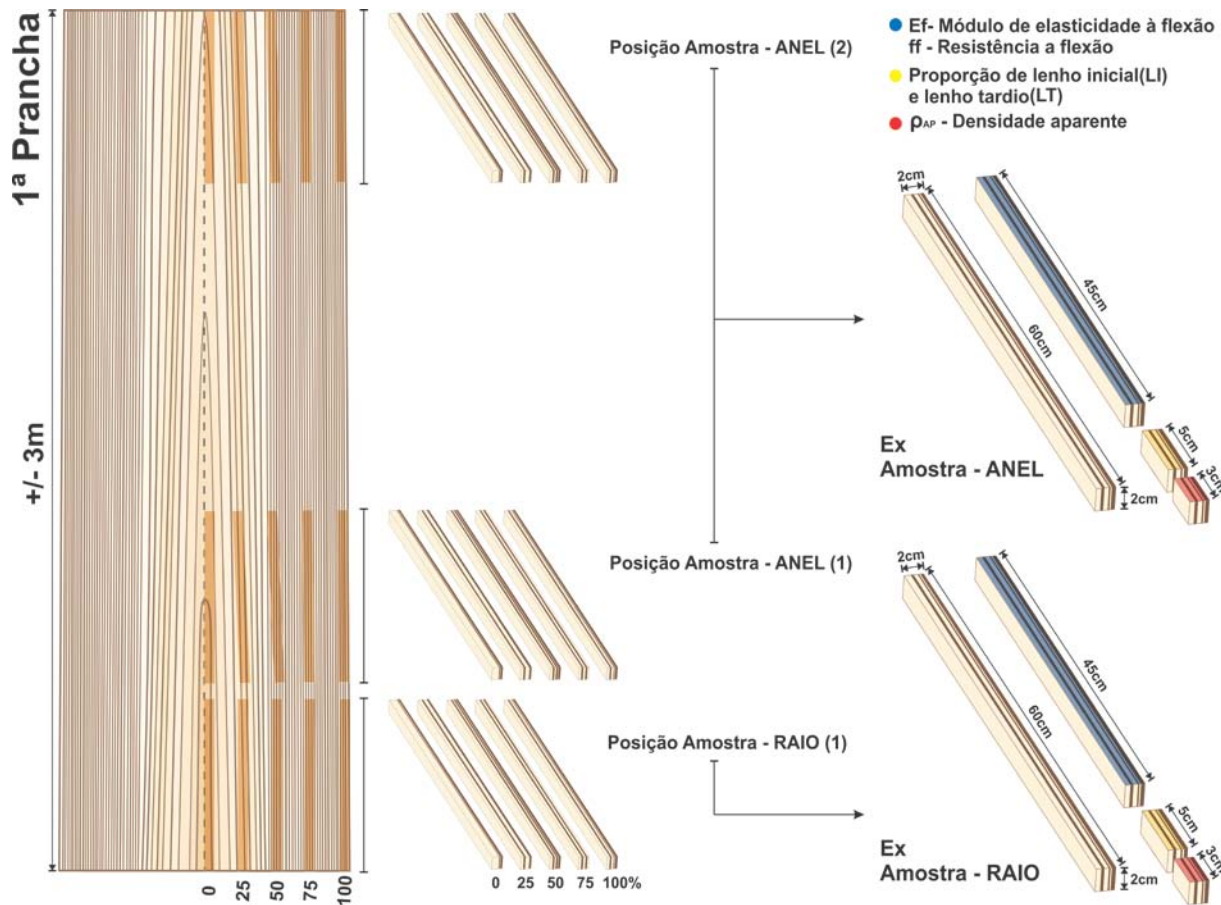 1ª Prancha
+/- 3m
0 25 50 75 100
0 25 50 75 100%
Posição Amostra - ANEL (2)
Posição Amostra - ANEL (1)
Posição Amostra - RAIO (1)
Ef- Módulo de elasticidade à flexão
ff - Resistência a flexão
Proporção de lenho inicial(LI)
e lenho tardio(LT)
ρAP - Densidade aparente
2cm
45cm
60cm
5cm
3cm
2cm
Ex
Amostra - ANEL
2cm
45cm
60cm
5cm
3cm
2cm
Ex
Amostra - RAIO